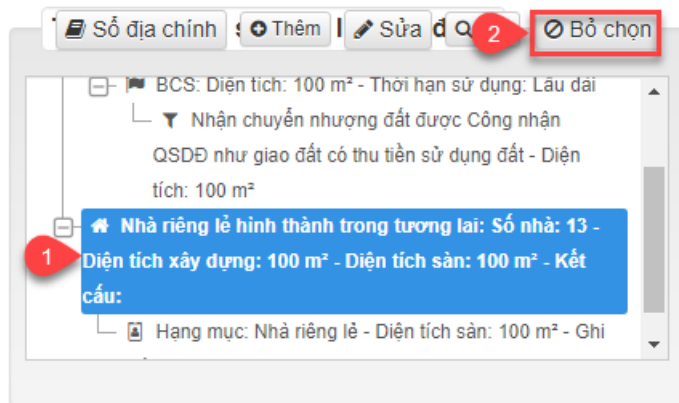 Sổ địa chính Thêm Sửa 2 Bỏ chọn
BCS: Diện tích: 100 m² - Thời hạn sử dụng: Lâu dài
Nhận chuyển nhượng đất được Công nhận
QSDĐ như giao đất có thu tiền sử dụng đất - Diện
tích: 100 m²
Nhà riêng lẻ hình thành trong tương lai: Số nhà: 13 -
1 Diện tích xây dựng: 100 m² - Diện tích sàn: 100 m² - Kết
cấu:
Hạng mục: Nhà riêng lẻ - Diện tích sàn: 100 m² - Ghi